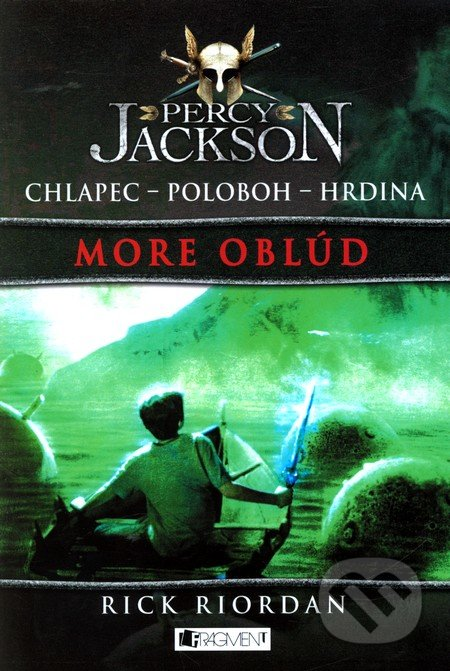 PERCY
JACKSON
CHLAPEC – POLOBOH – HRDINA
MORE OBLÚD
RICK RIORDAN
FRAGMENT